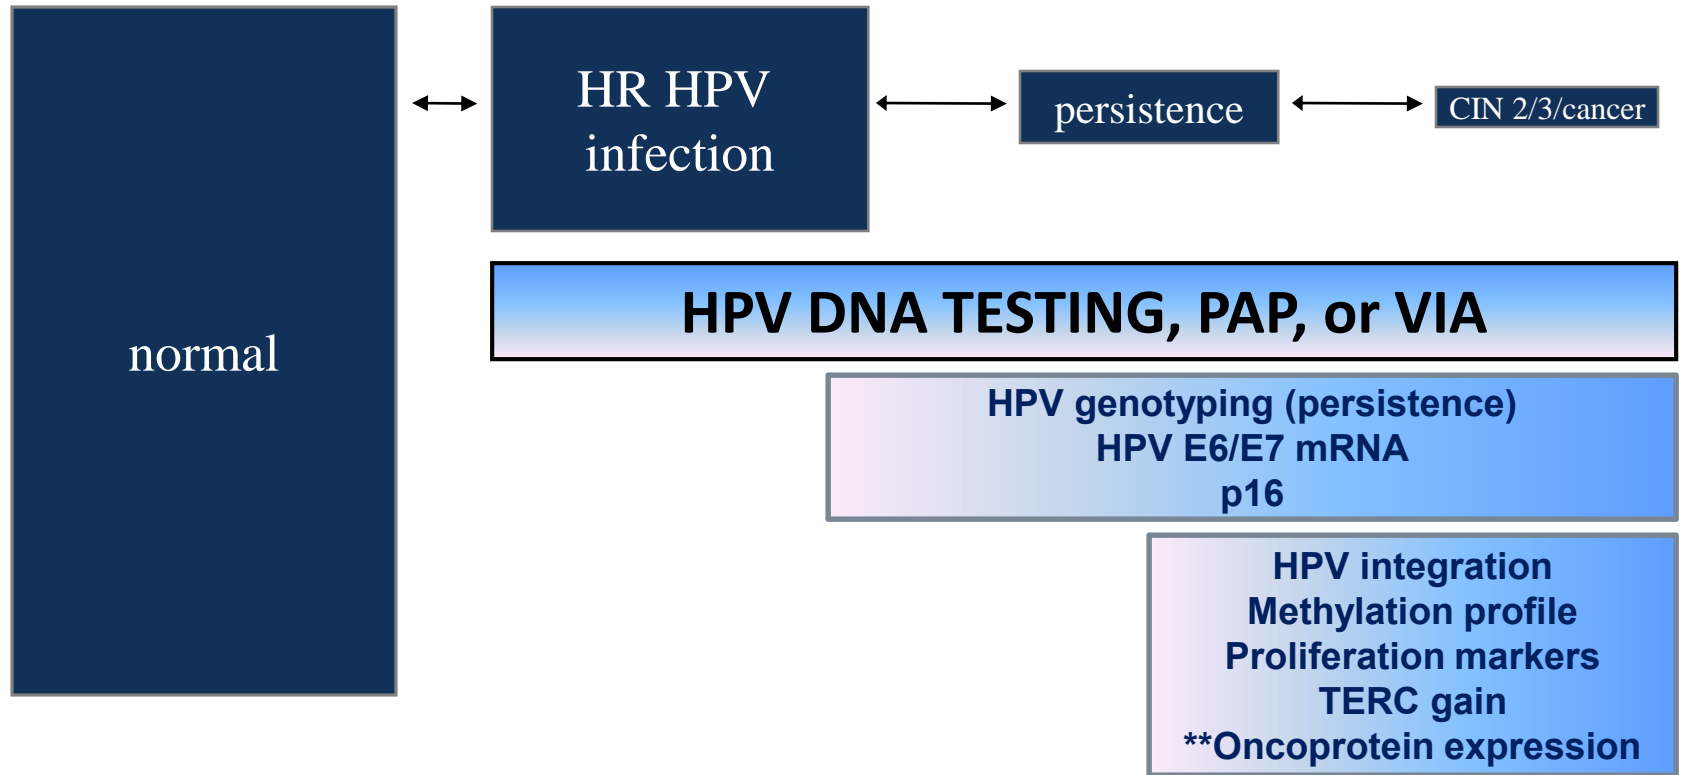 normal
HR HPV
infection
persistence
CIN 2/3/cancer
HPV DNA TESTING, PAP, or VIA
HPV genotyping (persistence)
HPV E6/E7 mRNA
p16
HPV integration
Methylation profile
Proliferation markers
TERC gain
**Oncoprotein expression